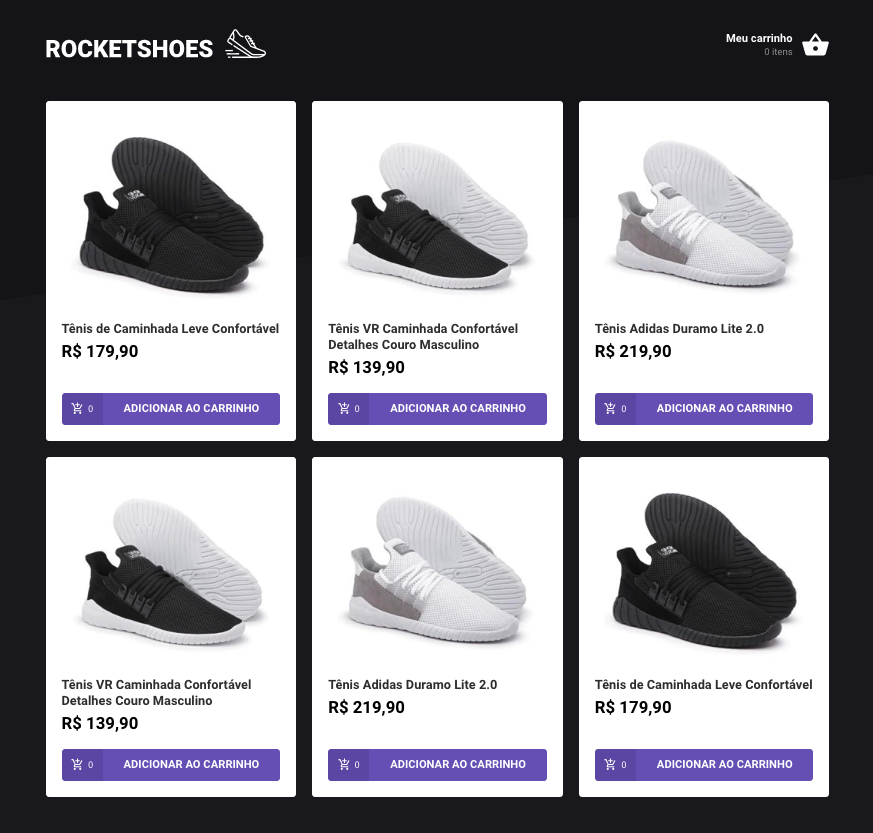 ROCKETSHOES
Meu carrinho
0 itens
Tênis de Caminhada Leve Confortável
R$ 179,90
0 ADICIONAR AO CARRINHO
Tênis VR Caminhada Confortável
Detalhes Couro Masculino
R$ 139,90
0 ADICIONAR AO CARRINHO
Tênis Adidas Duramo Lite 2.0
R$ 219,90
0 ADICIONAR AO CARRINHO
Tênis VR Caminhada Confortável
Detalhes Couro Masculino
R$ 139,90
0 ADICIONAR AO CARRINHO
Tênis Adidas Duramo Lite 2.0
R$ 219,90
0 ADICIONAR AO CARRINHO
Tênis de Caminhada Leve Confortável
R$ 179,90
0 ADICIONAR AO CARRINHO